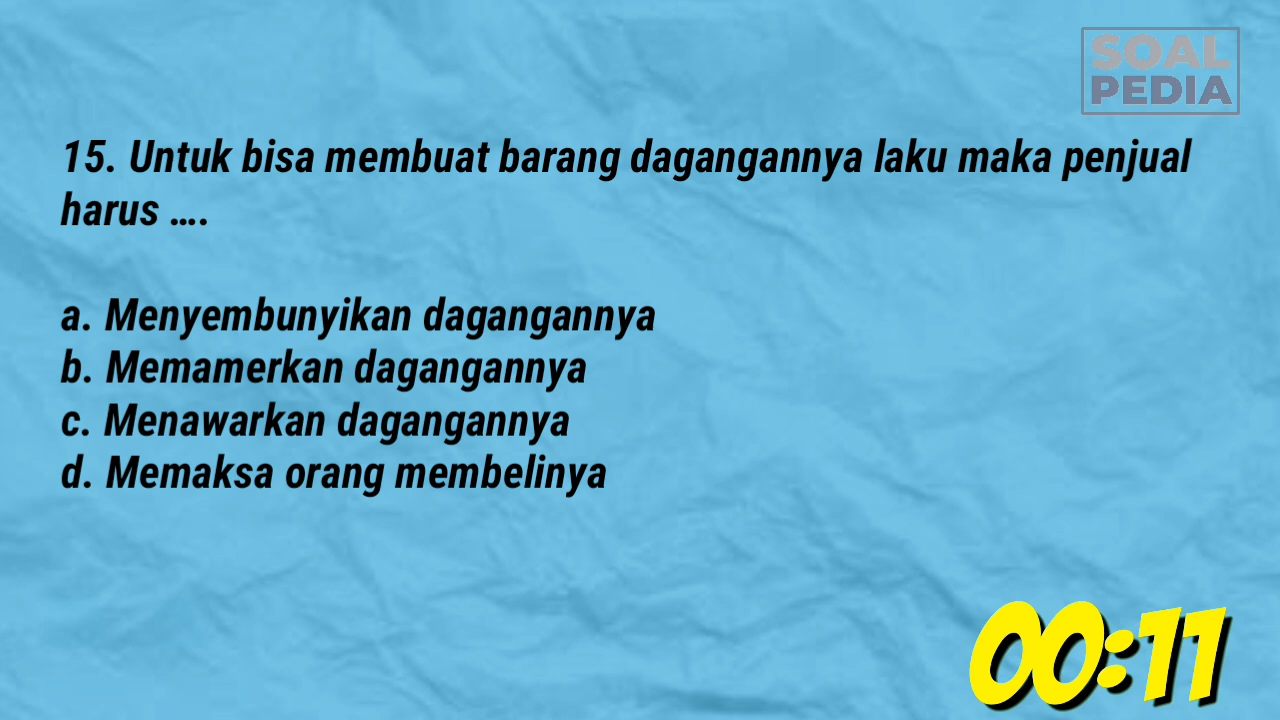 SOAL
PEDIA
15. Untuk bisa membuat barang dagangannya laku maka penjual
harus ....
a. Menyembunyikan dagangannya
b. Memamerkan dagangannya
c. Menawarkan dagangannya
d. Memaksa orang membelinya
00:11